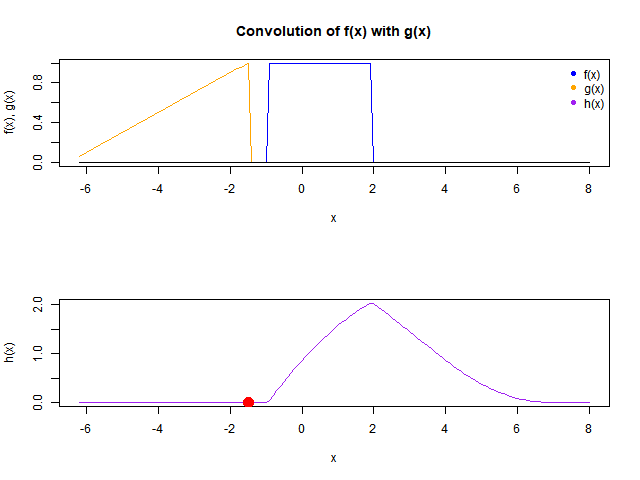 Convolution of f(x) with g(x)
f(x), g(x)
0.0 0.4 0.8
f(x)
g(x)
h(x)
-6 -4 -2 0 2 4 6 8
x
h(x)
0.0 1.0 2.0
-6 -4 -2 0 2 4 6 8
x